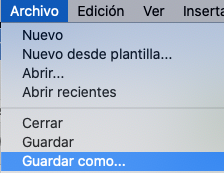 Archivo Edición Ver Inserta
Nuevo
Nuevo desde plantilla...
Abrir...
Abrir recientes
Cerrar
Guardar
Guardar como...